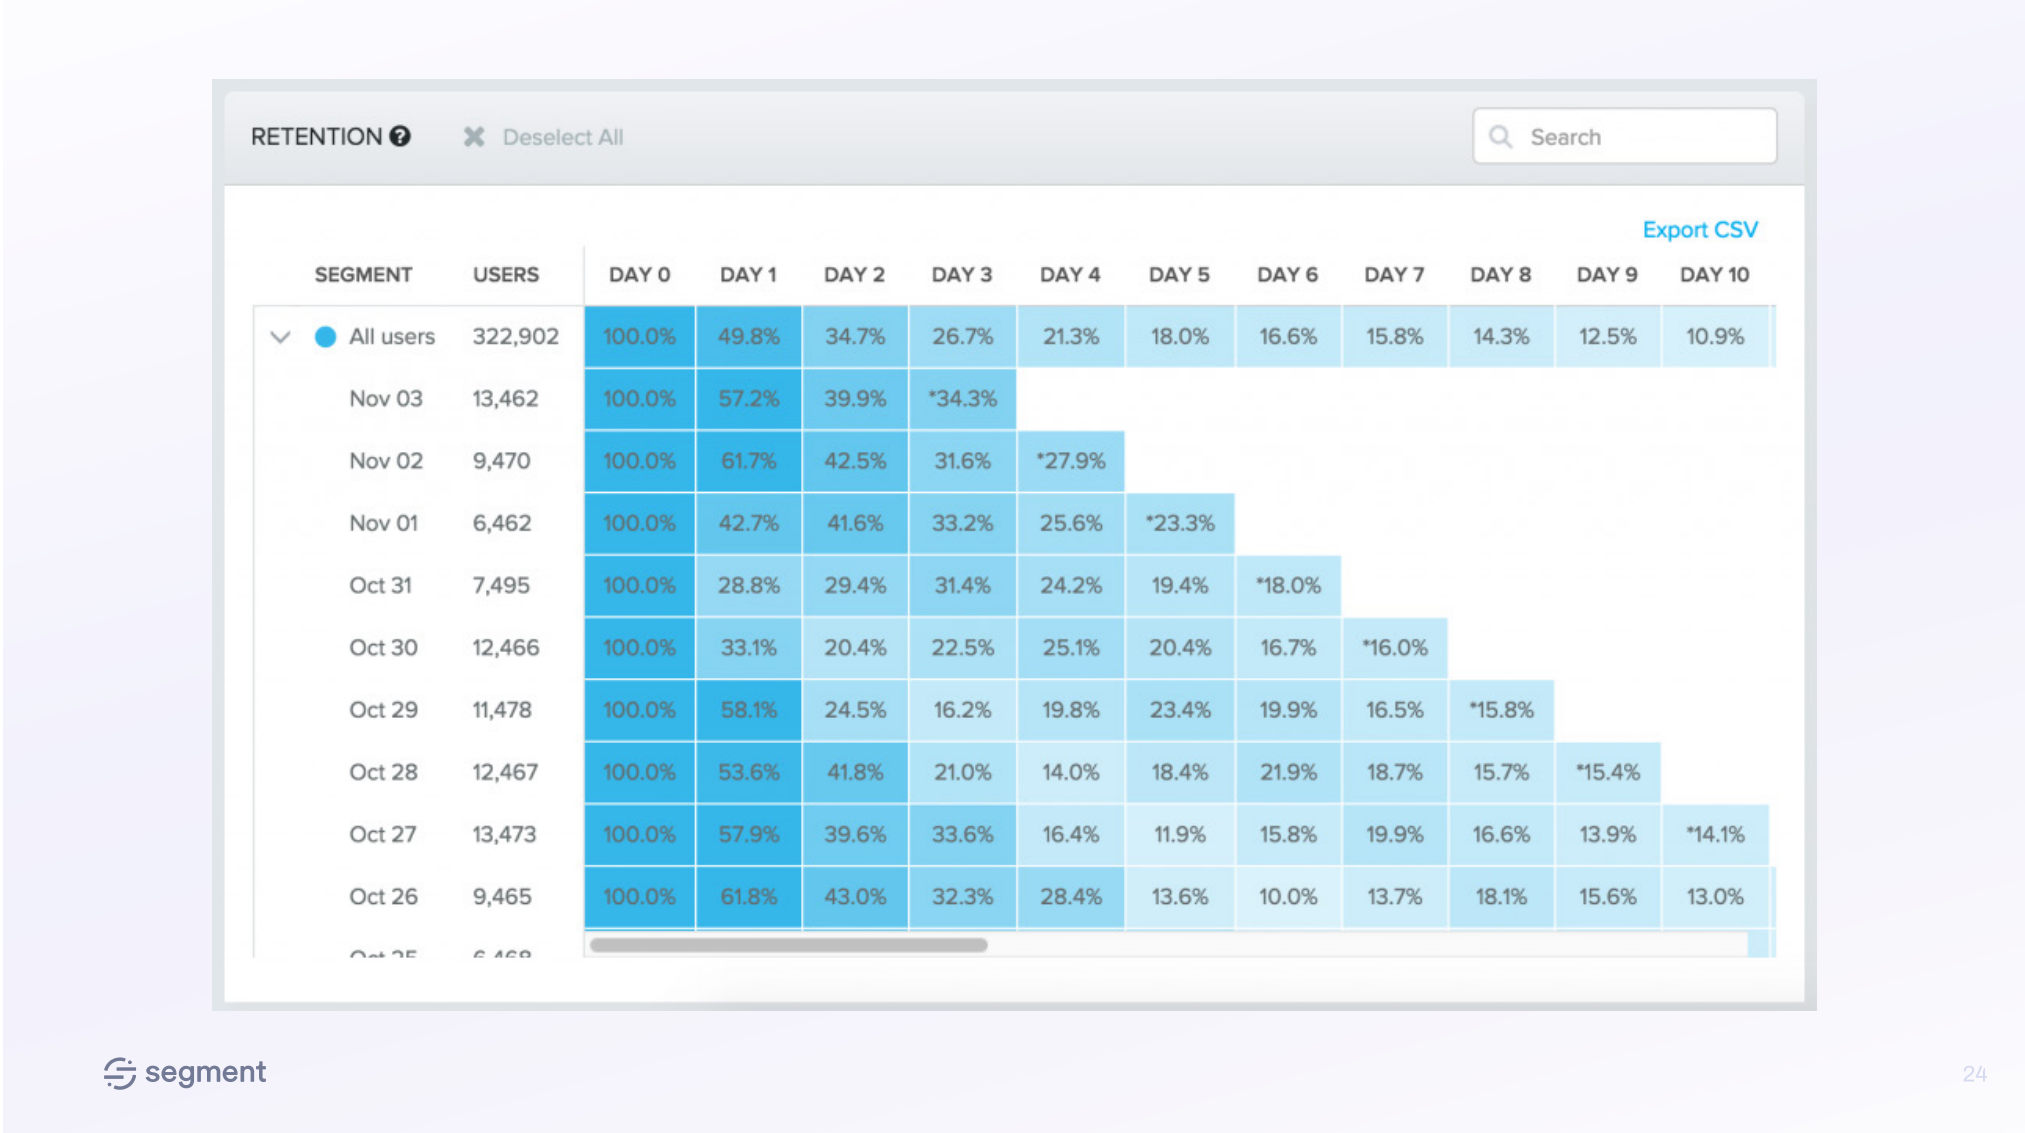 RETENTION ? Deselect All Search
Export CSV
SEGMENT USERS DAY 0 DAY 1 DAY 2 DAY 3 DAY 4 DAY 5 DAY 6 DAY 7 DAY 8 DAY 9 DAY 10
All users 322,902 100.0% 49.8% 34.7% 26.7% 21.3% 18.0% 16.6% 15.8% 14.3% 12.5% 10.9%
Nov 03 13,462 100.0% 57.2% 39.9% *34.3%
Nov 02 9,470 100.0% 61.7% 42.5% 31.6% *27.9%
Nov 01 6,462 100.0% 42.7% 41.6% 33.2% 25.6% *23.3%
Oct 31 7,495 100.0% 28.8% 29.4% 31.4% 24.2% 19.4% *18.0%
Oct 30 12,466 100.0% 33.1% 20.4% 22.5% 25.1% 20.4% 16.7% *16.0%
Oct 29 11,478 100.0% 58.1% 24.5% 16.2% 19.8% 23.4% 19.9% 16.5% *15.8%
Oct 28 12,467 100.0% 53.6% 41.8% 21.0% 14.0% 18.4% 21.9% 18.7% 15.7% *15.4%
Oct 27 13,473 100.0% 57.9% 39.6% 33.6% 16.4% 11.9% 15.8% 19.9% 16.6% 13.9% *14.1%
Oct 26 9,465 100.0% 61.8% 43.0% 32.3% 28.4% 13.6% 10.0% 13.7% 18.1% 15.6% 13.0%
segment
24